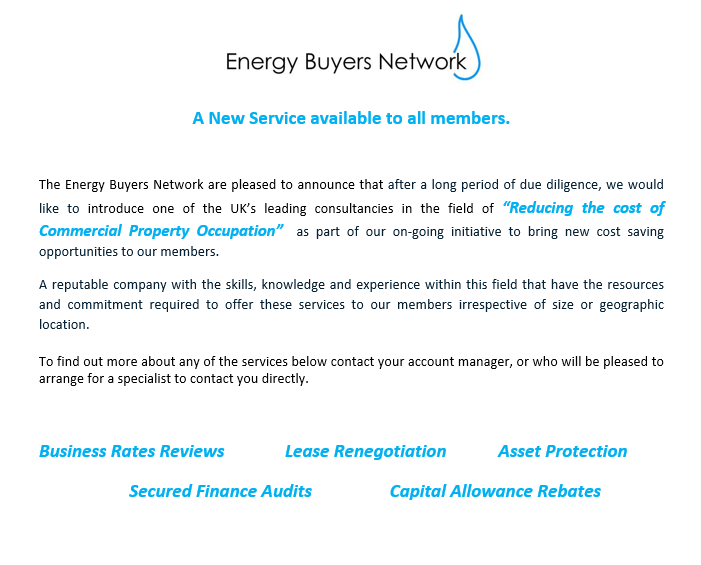 Energy Buyers Network
A New Service available to all members.
The Energy Buyers Network are pleased to announce that after a long period of due diligence, we would
like to introduce one of the UK’s leading consultancies in the field of “Reducing the cost of
Commercial Property Occupation” as part of our on-going initiative to bring new cost saving
opportunities to our members.
A reputable company with the skills, knowledge and experience within this field that have the resources
and commitment required to offer these services to our members irrespective of size or geographic
location.
To find out more about any of the services below contact your account manager, or who will be pleased to
arrange for a specialist to contact you directly.
Business Rates Reviews Lease Renegotiation Asset Protection
Secured Finance Audits Capital Allowance Rebates